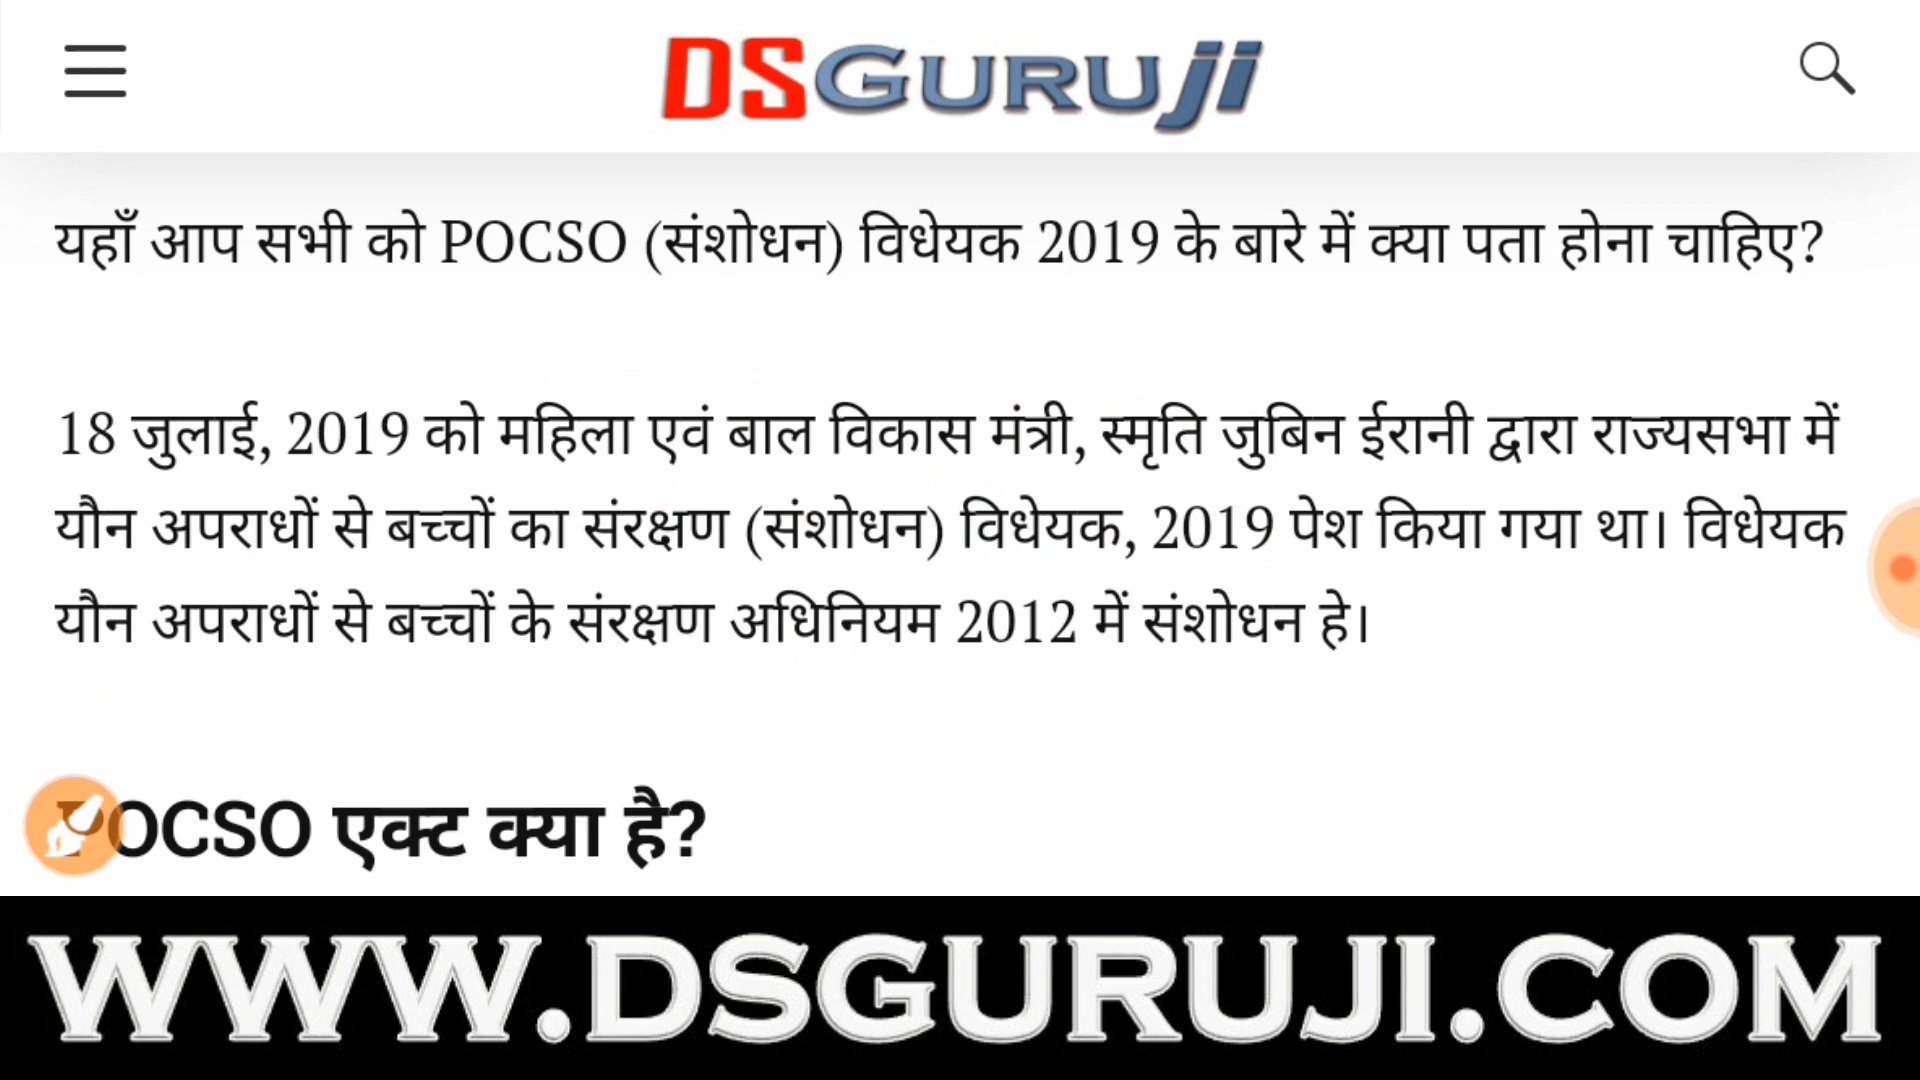 DSGuruji
यहाँ आप सभी को POCSO (संशोधन) विधेयक 2019 के बारे में क्या पता होना चाहिए?
18 जुलाई, 2019 को महिला एवं बाल विकास मंत्री, स्मृति जुबिन ईरानी द्वारा राज्यसभा में
यौन अपराधों से बच्चों का संरक्षण (संशोधन) विधेयक, 2019 पेश किया गया था। विधेयक
यौन अपराधों से बच्चों के संरक्षण अधिनियम 2012 में संशोधन हे।
POCSO एक्ट क्या है?
WWW.DSGURUJI.COM